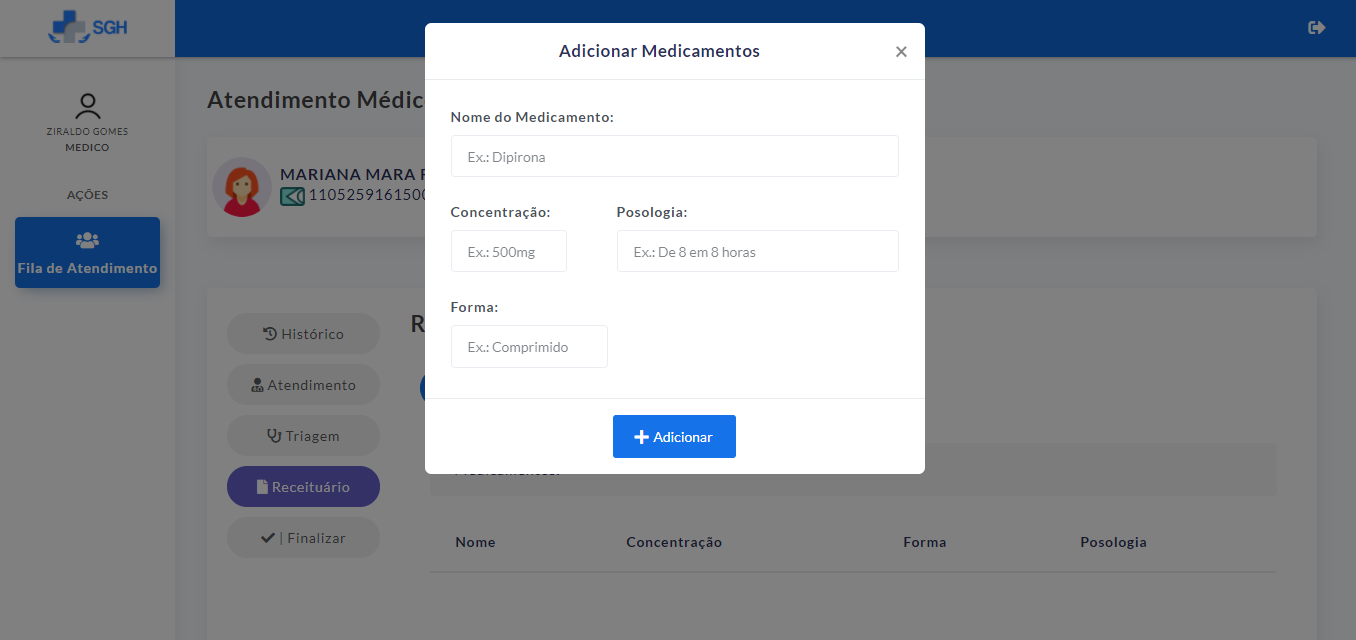 SGH
ZIRALDO GOMES
MEDICO
AÇÕES
Fila de Atendimento
Atendimento
MARIANA MARA
Histórico
Atendimento
Triagem
Receituário
| Finalizar
Adicionar Medicamentos
×
Nome do Medicamento:
Ex.: Dipirona
Concentração: Posologia:
Ex.: 500mg Ex.: De 8 em 8 horas
Forma:
Ex.: Comprimido
Adicionar
Nome Concentração Forma Posologia